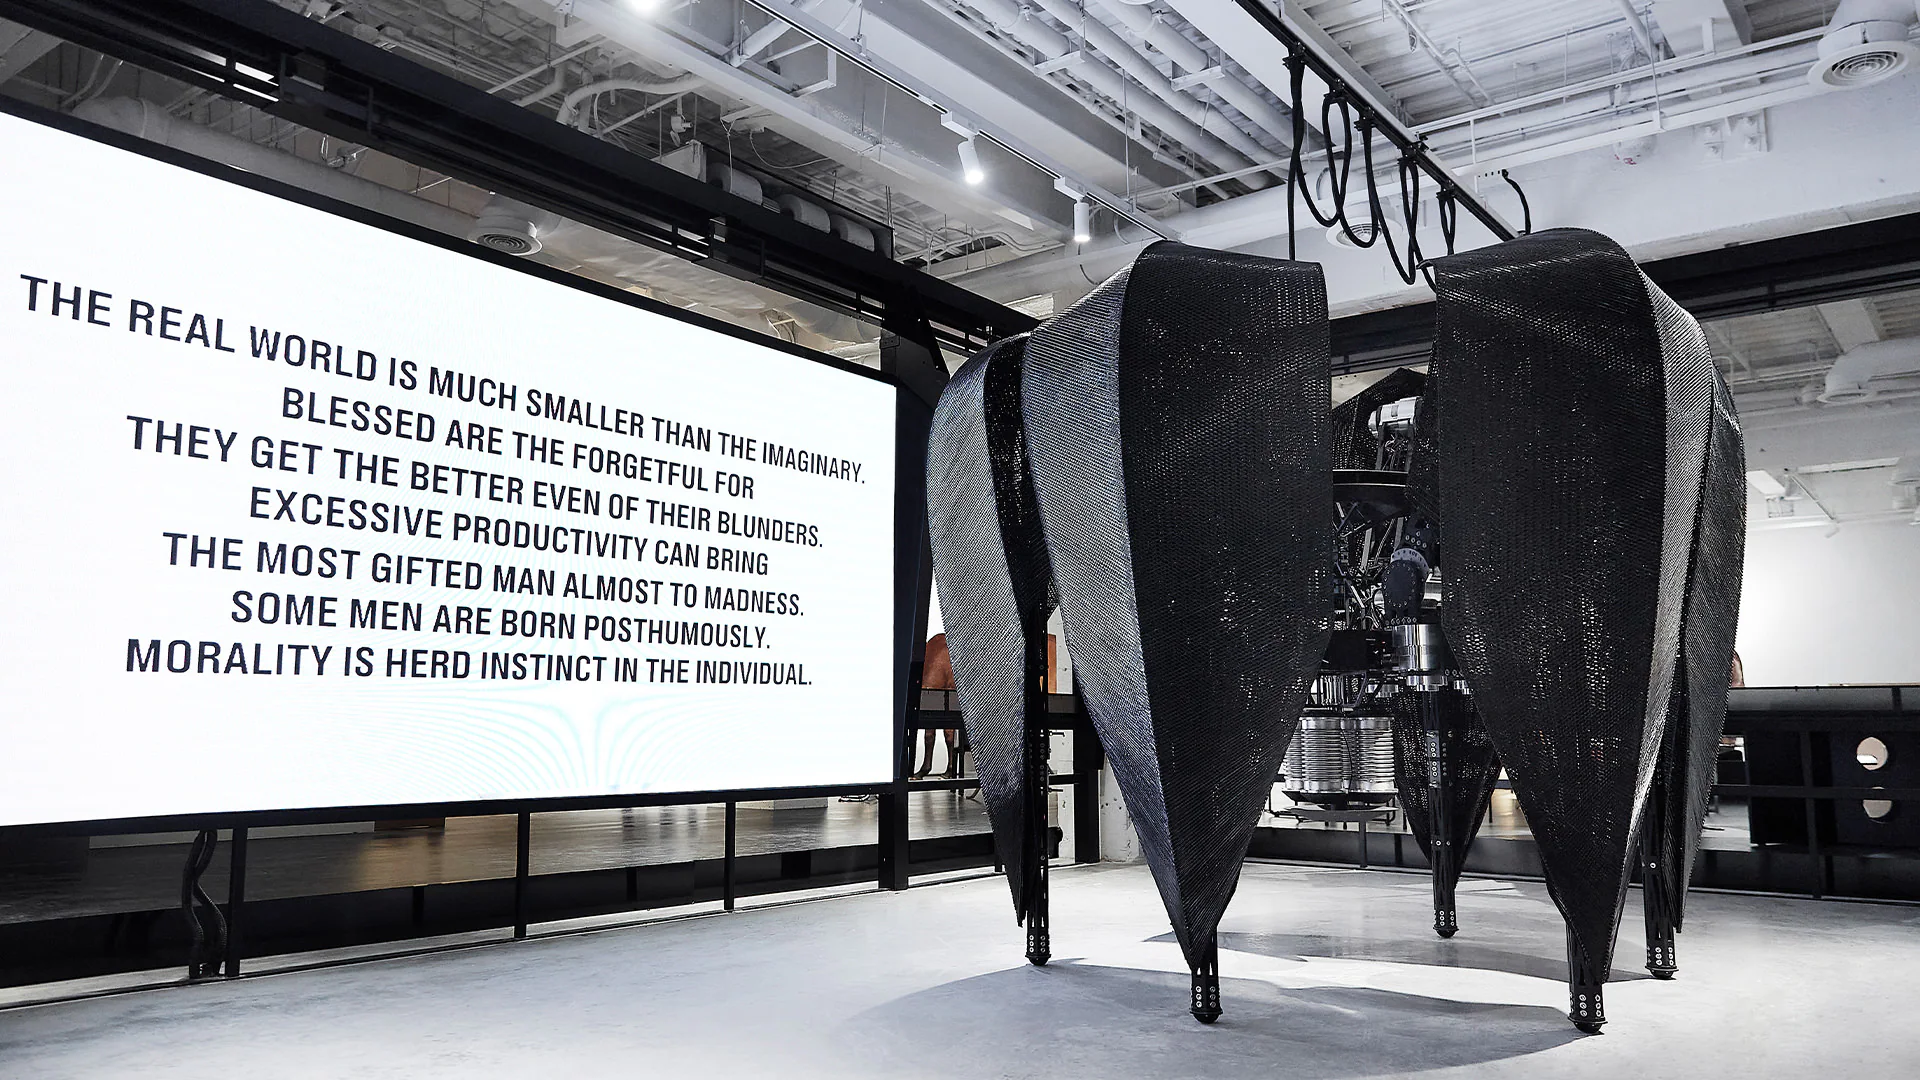 THE REAL WORLD IS MUCH SMALLER THAN THE IMAGINARY.
BLESSED ARE THE FORGETFUL FOR
THEY GET THE BETTER EVEN OF THEIR BLUNDERS.
EXCESSIVE PRODUCTIVITY CAN BRING
THE MOST GIFTED MAN ALMOST TO MADNESS.
SOME MEN ARE BORN POSTHUMOUSLY.
MORALITY IS HERD INSTINCT IN THE INDIVIDUAL.